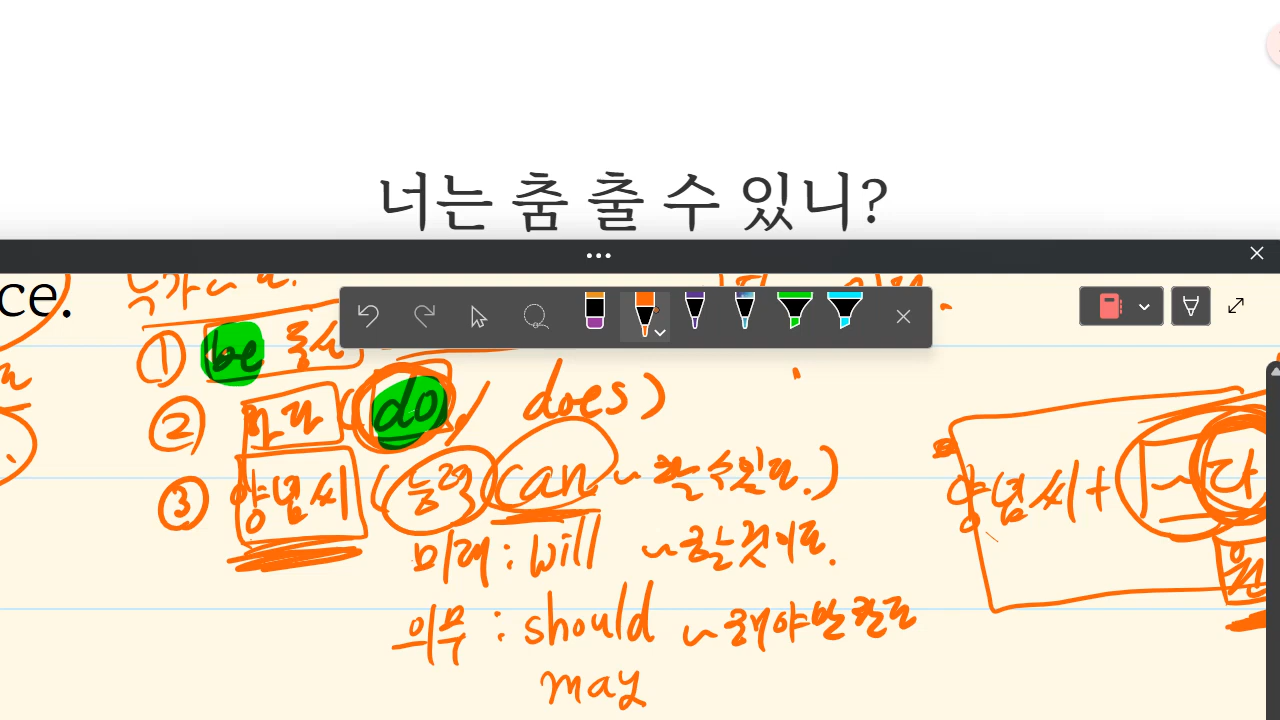 너는 춤 출 수 있니?
ce.
① be 동사
② 하다 (do, does)
③ 양념씨 (능력 can ~할 수 있다.)
양념씨 + ~다
미래 : will ~할 것이다.
의무 : should ~해야만 한다
may